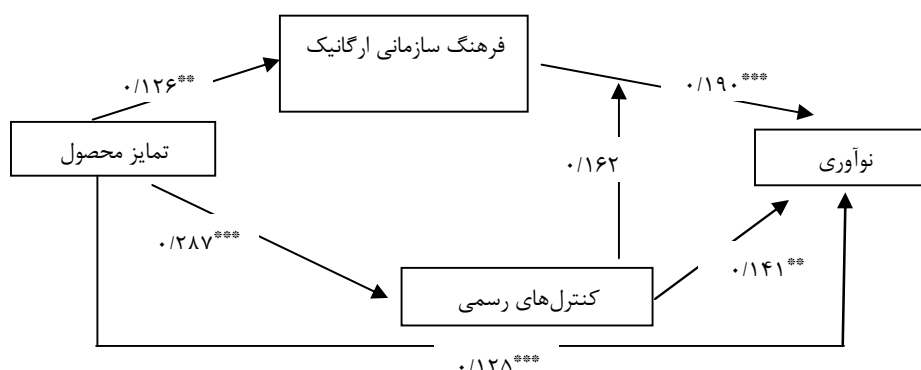 فرهنگ سازمانی ارگانیک
۰/۱۲۶**
۰/۱۹۰***
تمایز محصول
۰/۱۶۲
نوآوری
۰/۲۸۷***
۰/۱۴۱**
کنترل‌های رسمی
۰/۱۲۸***